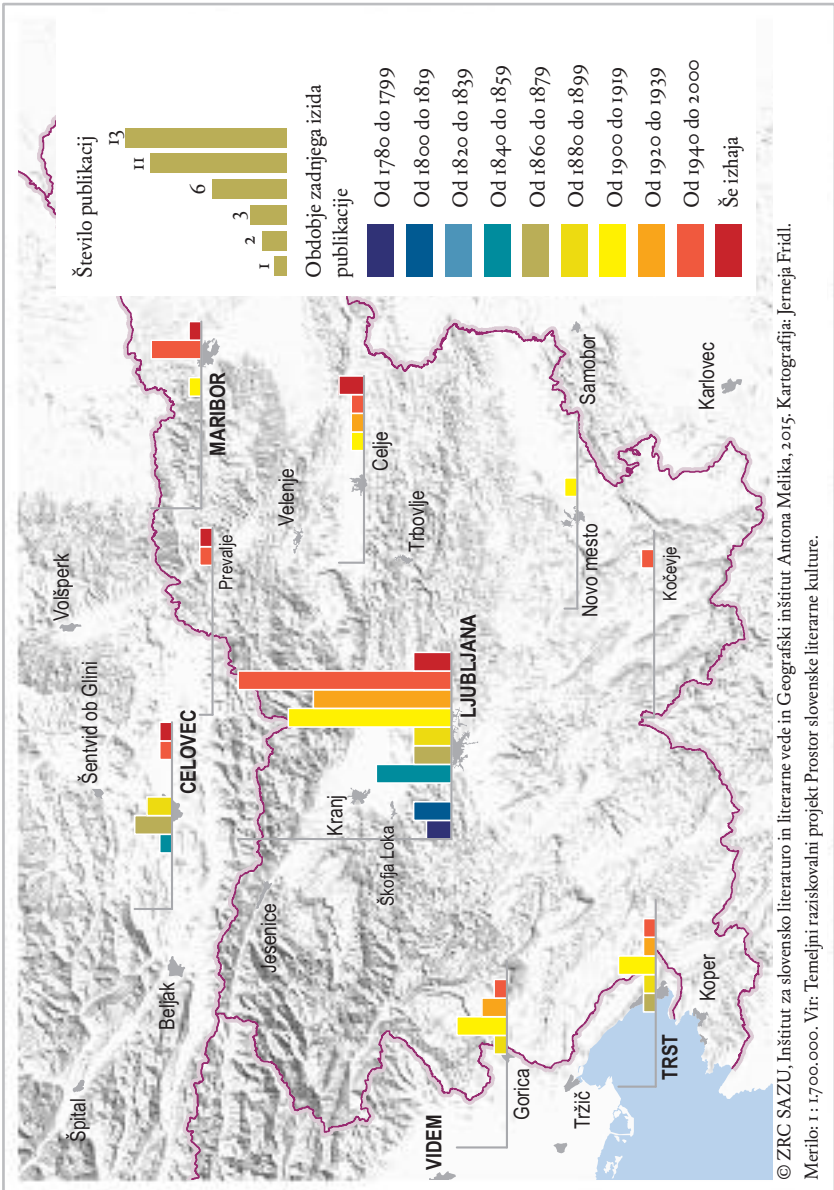 Število publikacij
1
2
3
6
11
13
Obdobje zadnjega izida
publikacije
Od 1780 do 1799
Od 1800 do 1819
Od 1820 do 1839
Od 1840 do 1859
Od 1860 do 1879
Od 1880 do 1899
Od 1900 do 1919
Od 1920 do 1939
Od 1940 do 2000
Še izhaja
Špital
Beljak
Šentvid ob Glini
CELOVEC
Volšperk
Prevalje
MARIBOR
Jesenice
Kranj
Škofja Loka
Velenje
Celje
Trbovlje
LJUBLJANA
VIDEM
Gorica
Tržič
TRST
Koper
Novo mesto
Kočevje
Samobor
Karlovec
© ZRC SAZU, Inštitut za slovensko literaturo in literarne vede in Geografski inštitut Antona Melika, 2015. Kartografija: Jerneja Fridl.
Merilo: 1 : 1,700.000. Vir: Temeljni raziskovalni projekt Prostor slovenske literarne kulture.